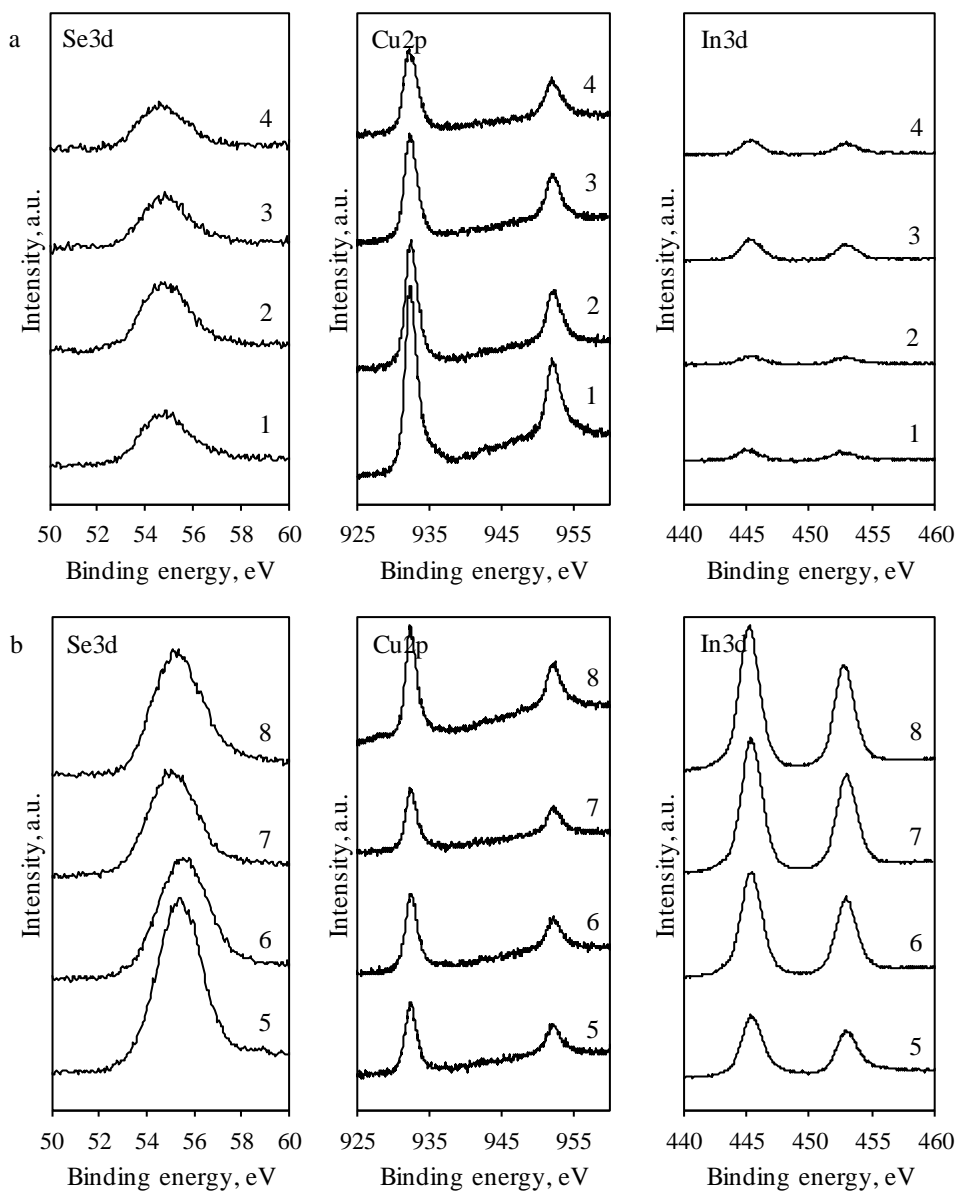 a
Se3d
Cu2p
In3d
4
4
4
3
3
3
2
2
2
1
1
1
Intensity, a.u.
Intensity, a.u.
Intensity, a.u.
50 52 54 56 58 60
925 935 945 955
440 445 450 455 460
Binding energy, eV
Binding energy, eV
Binding energy, eV
b
Se3d
Cu2p
In3d
8
8
8
7
7
7
6
6
6
5
5
5
Intensity, a.u.
Intensity, a.u.
Intensity, a.u.
50 52 54 56 58 60
925 935 945 955
440 445 450 455 460
Binding energy, eV
Binding energy, eV
Binding energy, eV